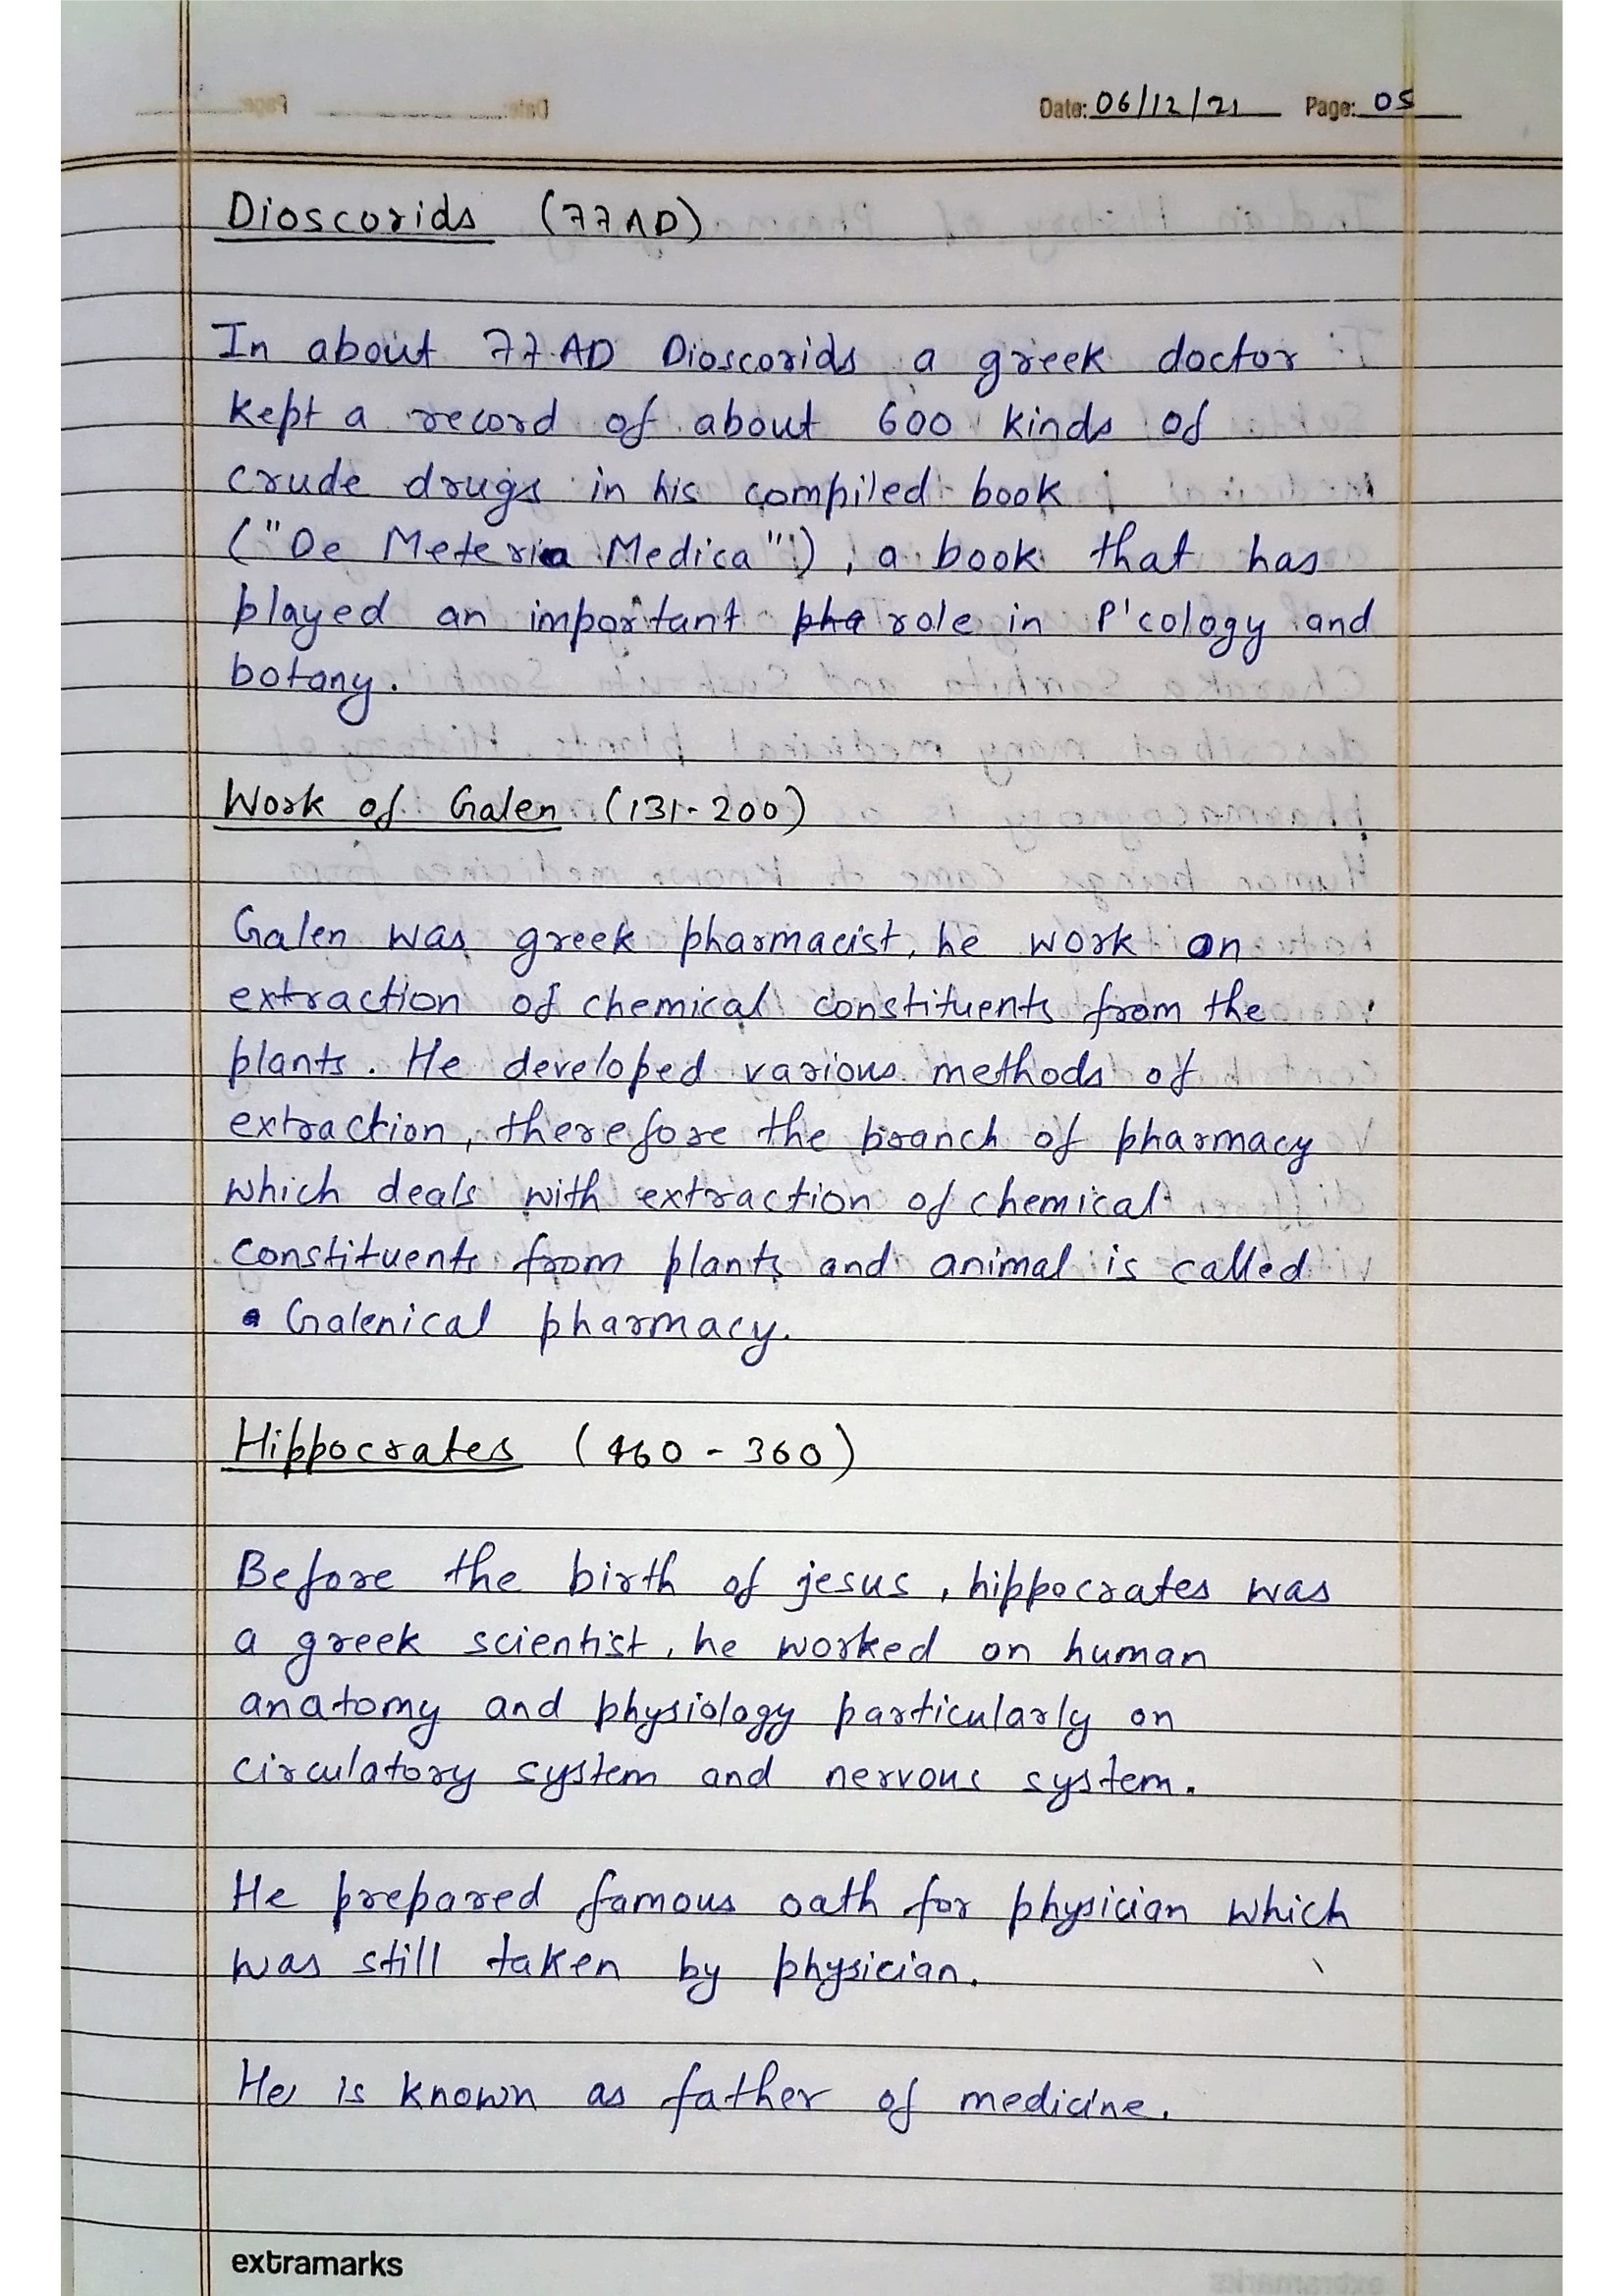 Date: 06/12/21 Page: 05
Dioscorids (77AD)
In about 77 AD Dioscorids a greek doctor
kept a record of about 600 kinds of
crude drugs in his compiled book
("De Meteria Medica"), a book that has
played an important pha role in P'cology and
botany.
Work of Galen (131-200)
Galen was greek pharmacist, he work on
extraction of chemical constituents from the
plants. He developed various methods of
extraction, therefore the branch of pharmacy
which deals with extraction of chemical
constituents from plants and animal is called
Galenical pharmacy.
Hippocrates (460 - 360)
Before the birth of jesus, hippocrates was
a greek scientist, he worked on human
anatomy and physiology particularly on
circulatory system and nervous system.
He prepared famous oath for physician which
was still taken by physician.
He is known as father of medicine.
extramarks